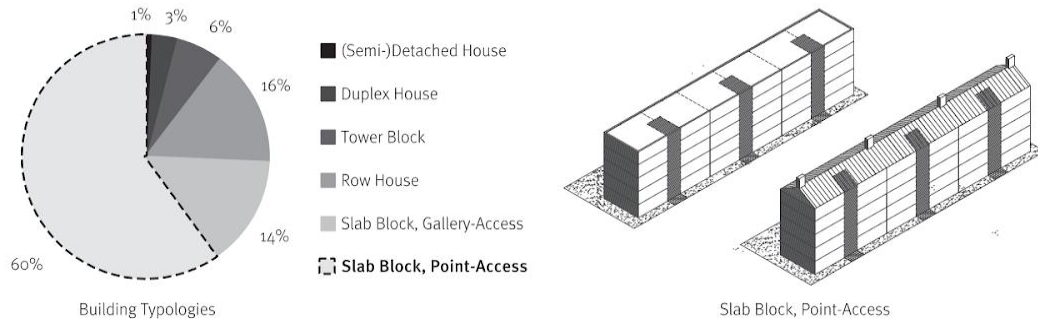 1%
3%
6%
16%
14%
60%
(Semi-)Detached House
Duplex House
Tower Block
Row House
Slab Block, Gallery-Access
Slab Block, Point-Access
Building Typologies
Slab Block, Point-Access